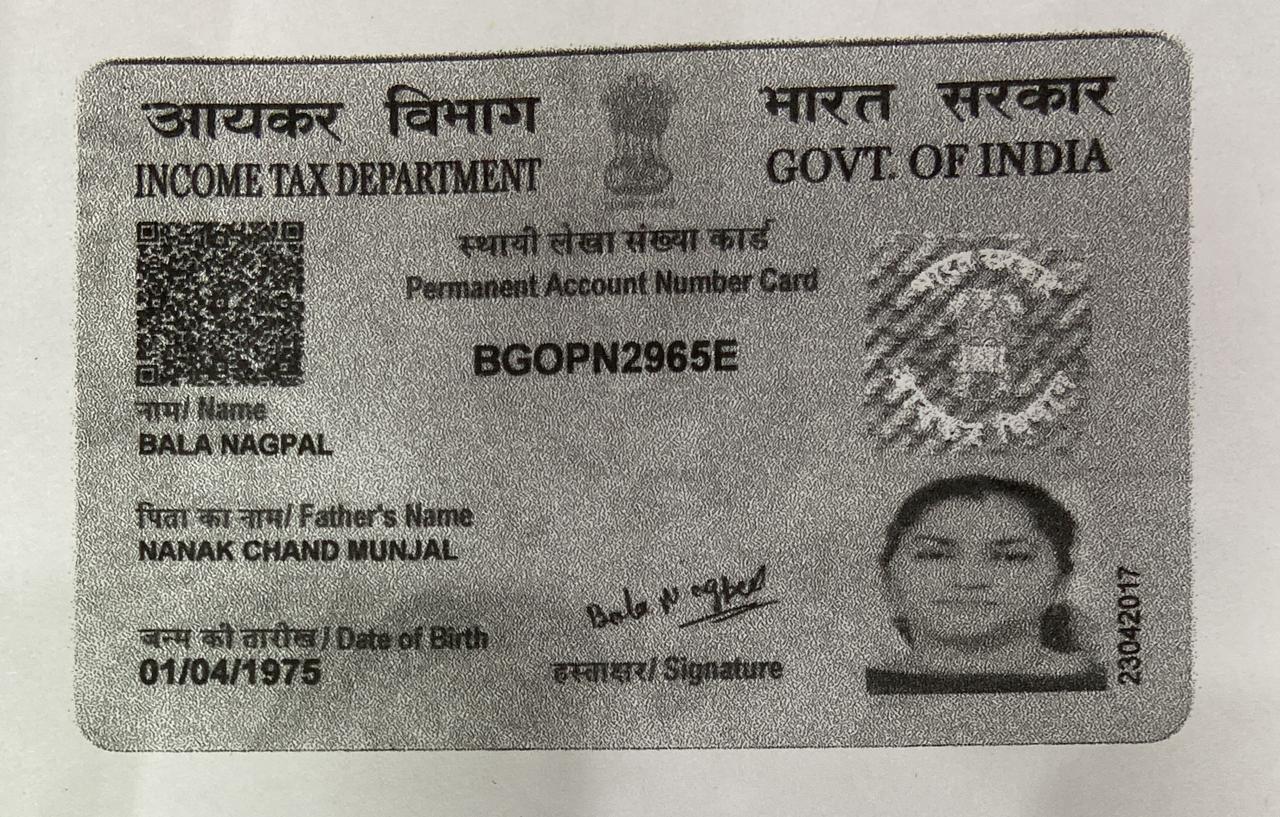 आयकर विभाग
INCOME TAX DEPARTMENT
भारत सरकार
GOVT. OF INDIA
स्थायी लेखा संख्या कार्ड
Permanent Account Number Card
BGOPN2965E
नाम/ Name
BALA NAGPAL
पिता का नाम/ Father's Name
NANAK CHAND MUNJAL
जन्म की तारीख/ Date of Birth
01/04/1975
Bala Nagpal
हस्ताक्षर/ Signature
23042017